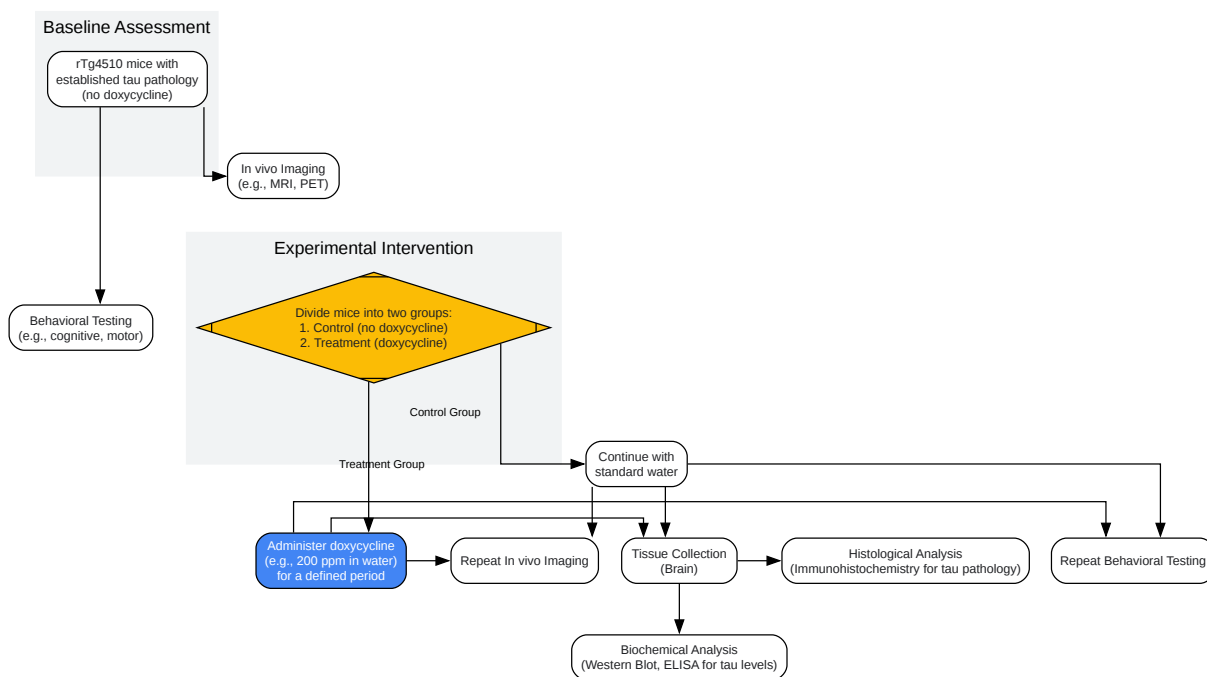 Baseline Assessment
rTg4510 mice with
established tau pathology
(no doxycycline)
In vivo Imaging
(e.g., MRI, PET)
Experimental Intervention
Divide mice into two groups:
1. Control (no doxycycline)
2. Treatment (doxycycline)
Behavioral Testing
(e.g., cognitive, motor)
Control Group
Treatment Group
Continue with
standard water
Administer doxycycline
(e.g., 200 ppm in water)
for a defined period
Repeat In vivo Imaging
Tissue Collection
(Brain)
Histological Analysis
(Immunohistochemistry for tau pathology)
Repeat Behavioral Testing
Biochemical Analysis
(Western Blot, ELISA for tau levels)